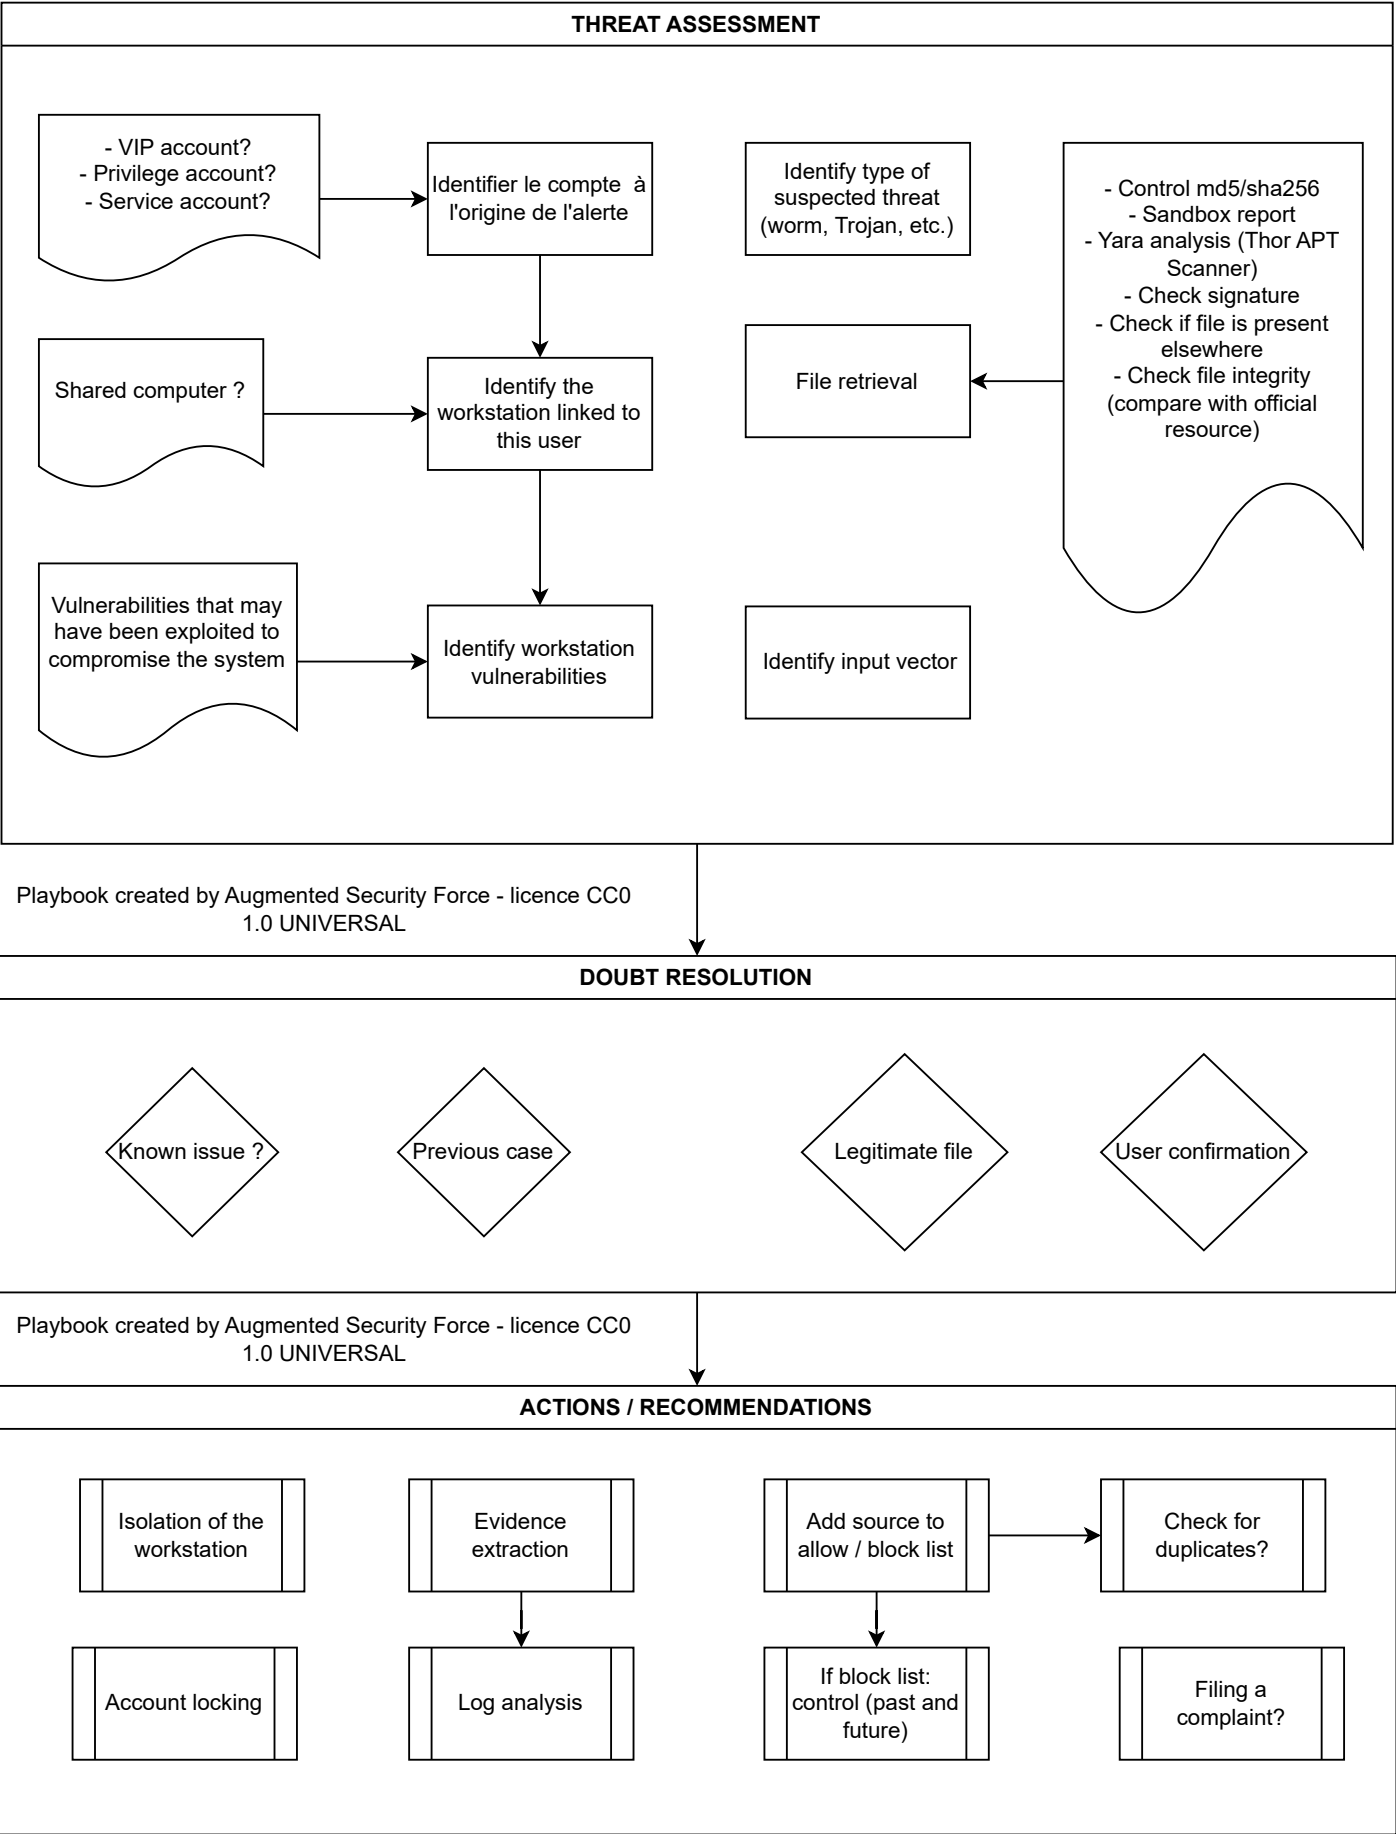 THREAT ASSESSMENT
- VIP account?
- Privilege account?
- Service account?
Identifier le compte à
l'origine de l'alerte
Identify type of
suspected threat
(worm, Trojan, etc.)
- Control md5/sha256
- Sandbox report
- Yara analysis (Thor APT
Scanner)
- Check signature
- Check if file is present
elsewhere
- Check file integrity
(compare with official
resource)
Shared computer ?
Identify the
workstation linked to
this user
File retrieval
Vulnerabilities that may
have been exploited to
compromise the system
Identify workstation
vulnerabilities
Identify input vector
Playbook created by Augmented Security Force - licence CC0
1.0 UNIVERSAL
DOUBT RESOLUTION
Known issue ?
Previous case
Legitimate file
User confirmation
Playbook created by Augmented Security Force - licence CC0
1.0 UNIVERSAL
ACTIONS / RECOMMENDATIONS
Isolation of the
workstation
Evidence
extraction
Add source to
allow / block list
Check for
duplicates?
Account locking
Log analysis
If block list:
control (past and
future)
Filing a
complaint?